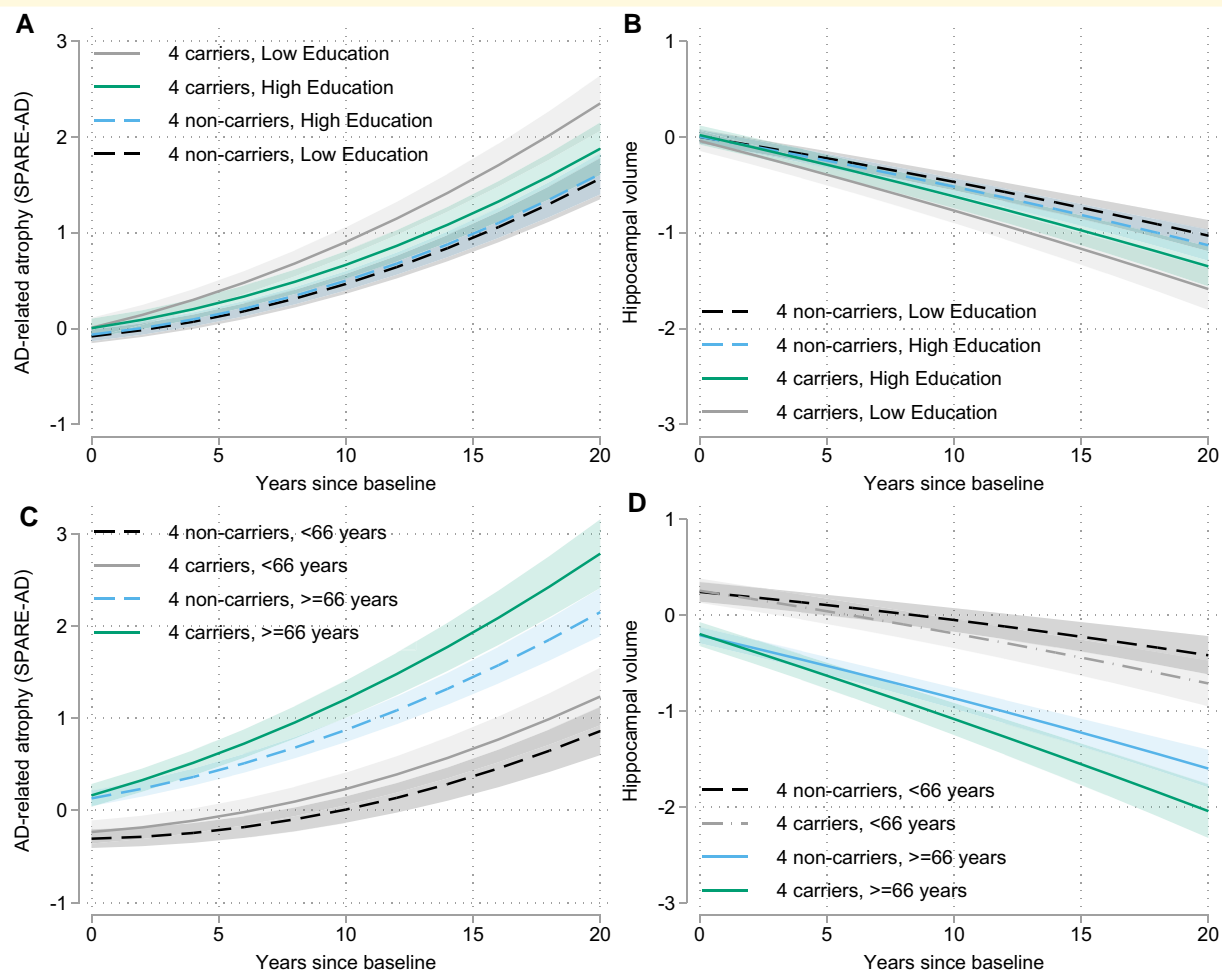 A
AD-related atrophy (SPARE-AD)
3
2
1
0
-1
4 carriers, Low Education
4 carriers, High Education
4 non-carriers, High Education
4 non-carriers, Low Education
0 5 10 15 20
Years since baseline
B
Hippocampal volume
1
0
-1
-2
-3
4 non-carriers, Low Education
4 non-carriers, High Education
4 carriers, High Education
4 carriers, Low Education
0 5 10 15 20
Years since baseline
C
AD-related atrophy (SPARE-AD)
3
2
1
0
-1
4 non-carriers, <66 years
4 carriers, <66 years
4 non-carriers, >=66 years
4 carriers, >=66 years
0 5 10 15 20
Years since baseline
D
Hippocampal volume
1
0
-1
-2
-3
4 non-carriers, <66 years
4 carriers, <66 years
4 non-carriers, >=66 years
4 carriers, >=66 years
0 5 10 15 20
Years since baseline